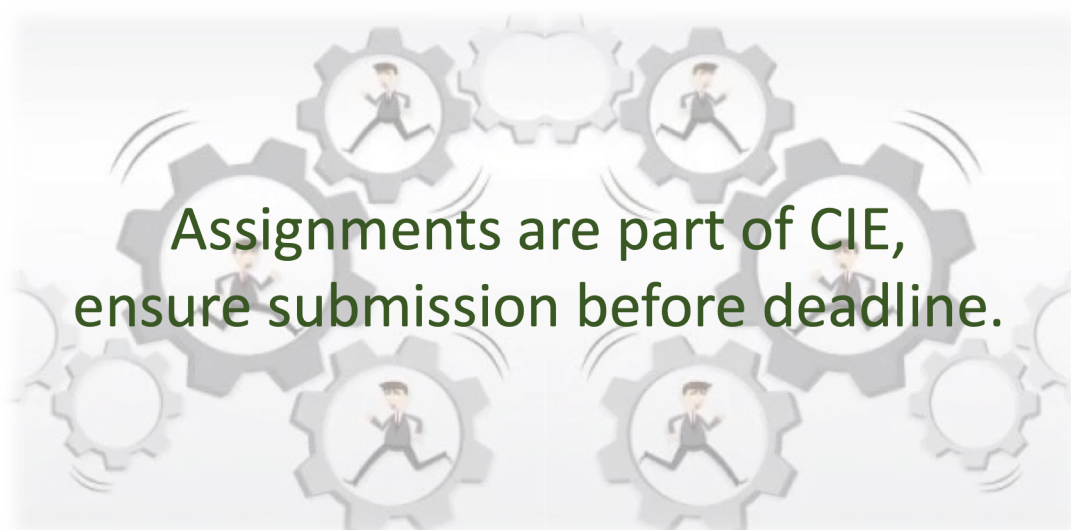 Assignments are part of CIE,
ensure submission before deadline.